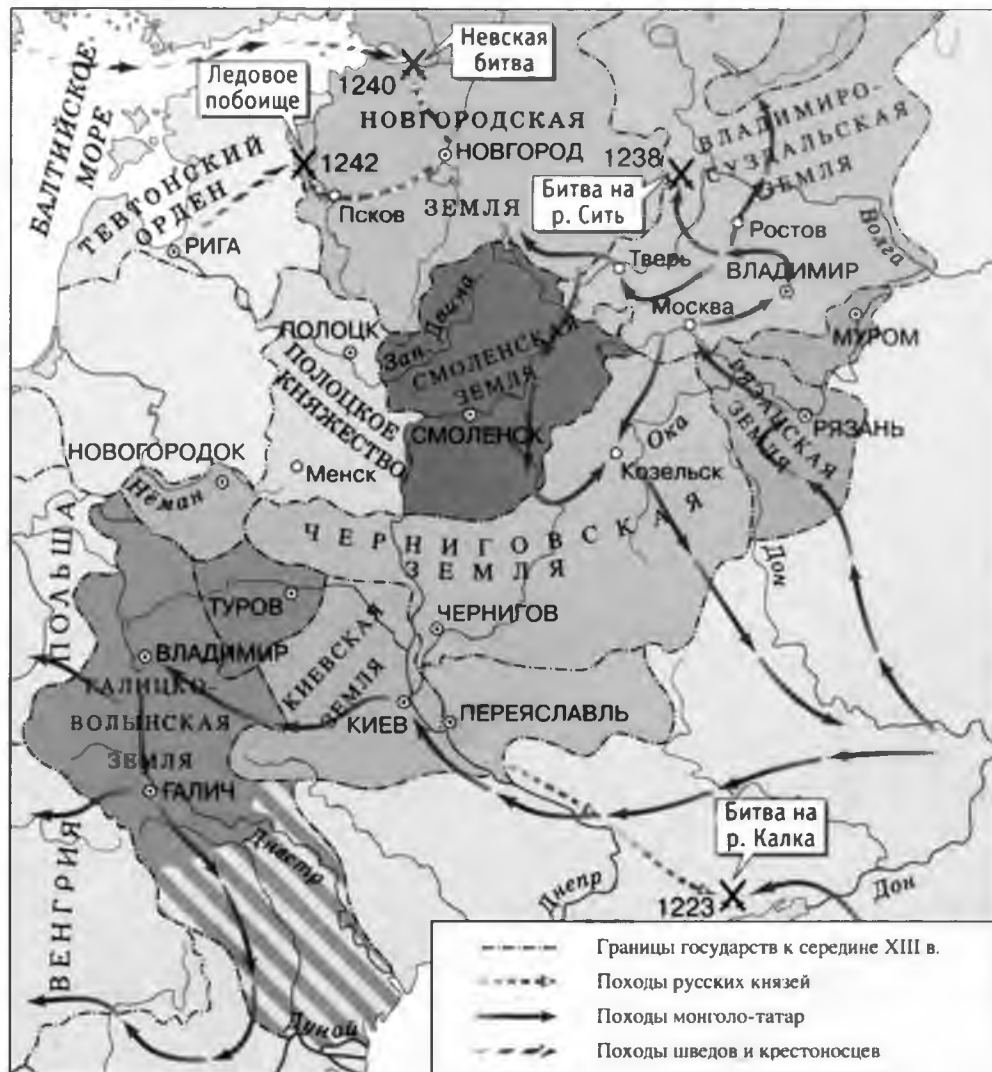 Невская
битва
Ледовое
побоище
1240
НОВГОРОДСКАЯ
ЗЕМЛЯ
НОВГОРОД
1242
Псков
БАЛТИЙСКОЕ
МОРЕ
ТЕВТОНСКИЙ
ОРДЕН
РИГА
1238
Битва на
р. Сить
ВЛАДИМИРО-
СУЗДАЛЬСКАЯ
ЗЕМЛЯ
Ростов
Волга
Тверь
ВЛАДИМИР
Москва
МУРОМ
ПОЛОЦК
Зап. Двина
СМОЛЕНСКАЯ
ЗЕМЛЯ
ПОЛОЦКОЕ
КНЯЖЕСТВО
СМОЛЕНСК
РЯЗАНСКАЯ
ЗЕМЛЯ
РЯЗАНЬ
Ока
Козельск
НОВОГОРОДОК
Менск
Нёман
ЧЕРНИГОВСКАЯ
ЗЕМЛЯ
Дон
ПОЛЬША
ТУРОВ
ЧЕРНИГОВ
ВЛАДИМИР
КИЕВСКАЯ
ЗЕМЛЯ
ГАЛИЦКО-
ВОЛЫНСКАЯ
ЗЕМЛЯ
КИЕВ
ПЕРЕЯСЛАВЛЬ
ГАЛИЧ
Битва на
р. Калка
ВЕНГРИЯ
Днестр
Днепр
1223
Дон
Дунай
Границы государств к середине XIII в.
Походы русских князей
Походы монголо-татар
Походы шведов и крестоносцев